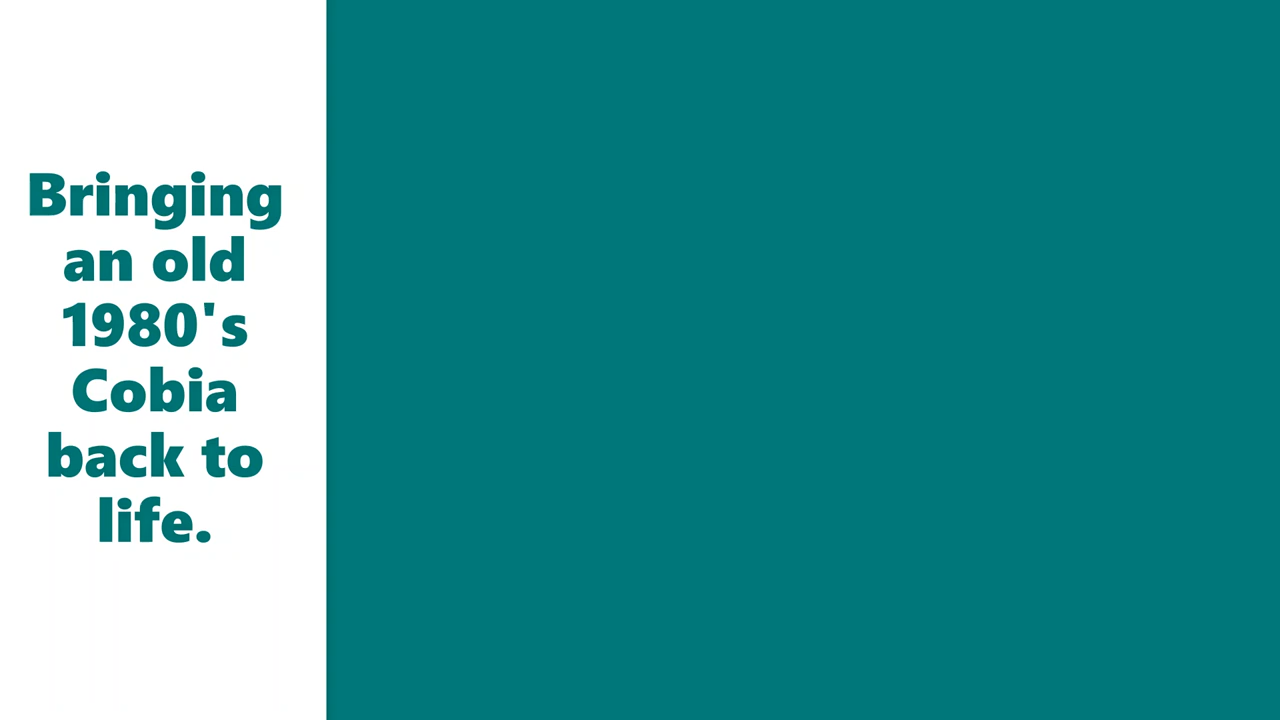 Bringing
an old
1980's
Cobia
back to
life.